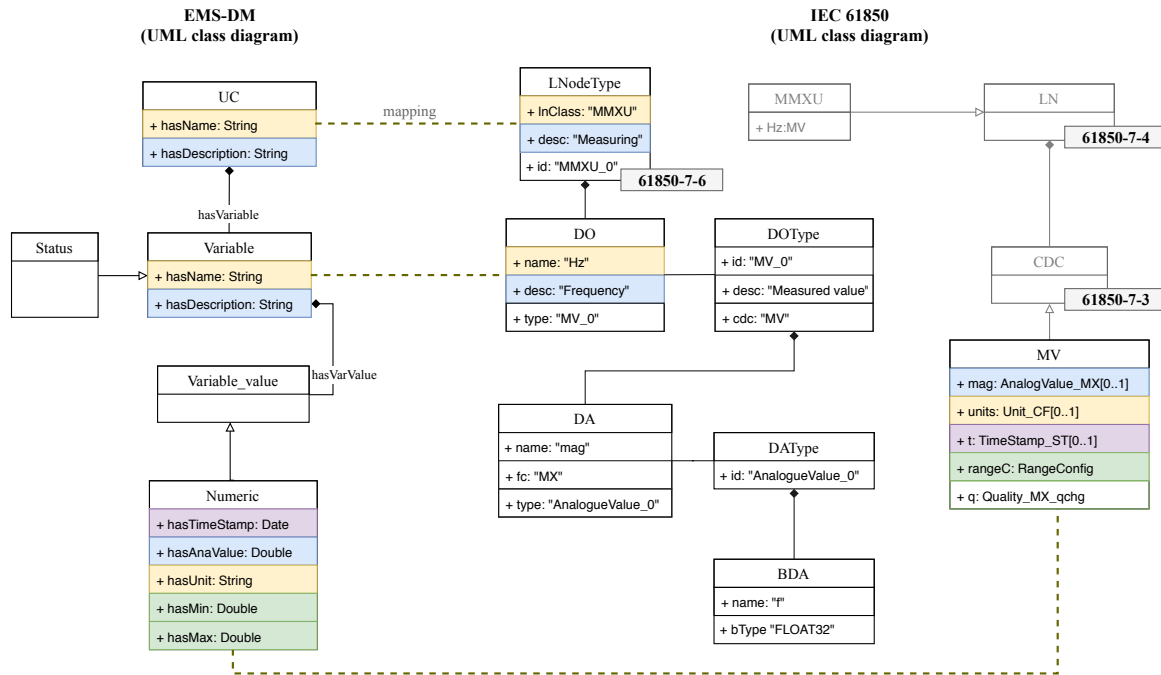 EMS-DM
(UML class diagram)
IEC 61850
(UML class diagram)
UC
+ hasName: String
+ hasDescription: String
mapping
LNodeType
+ lnClass: "MMXU"
+ desc: "Measuring"
+ id: "MMXU_0"
61850-7-6
MMXU
+ Hz:MV
LN
61850-7-4
hasVariable
Status
Variable
+ hasName: String
+ hasDescription: String
DO
+ name: "Hz"
+ desc: "Frequency"
+ type: "MV_0"
DOType
+ id: "MV_0"
+ desc: "Measured value"
+ cdc: "MV"
CDC
61850-7-3
hasVarValue
Variable_value
MV
+ mag: AnalogValue_MX[0..1]
+ units: Unit_CF[0..1]
+ t: TimeStamp_ST[0..1]
+ rangeC: RangeConfig
+ q: Quality_MX_qchg
DA
+ name: "mag"
+ fc: "MX"
+ type: "AnalogueValue_0"
DAType
+ id: "AnalogueValue_0"
Numeric
+ hasTimeStamp: Date
+ hasAnaValue: Double
+ hasUnit: String
+ hasMin: Double
+ hasMax: Double
BDA
+ name: "f"
+ bType "FLOAT32"